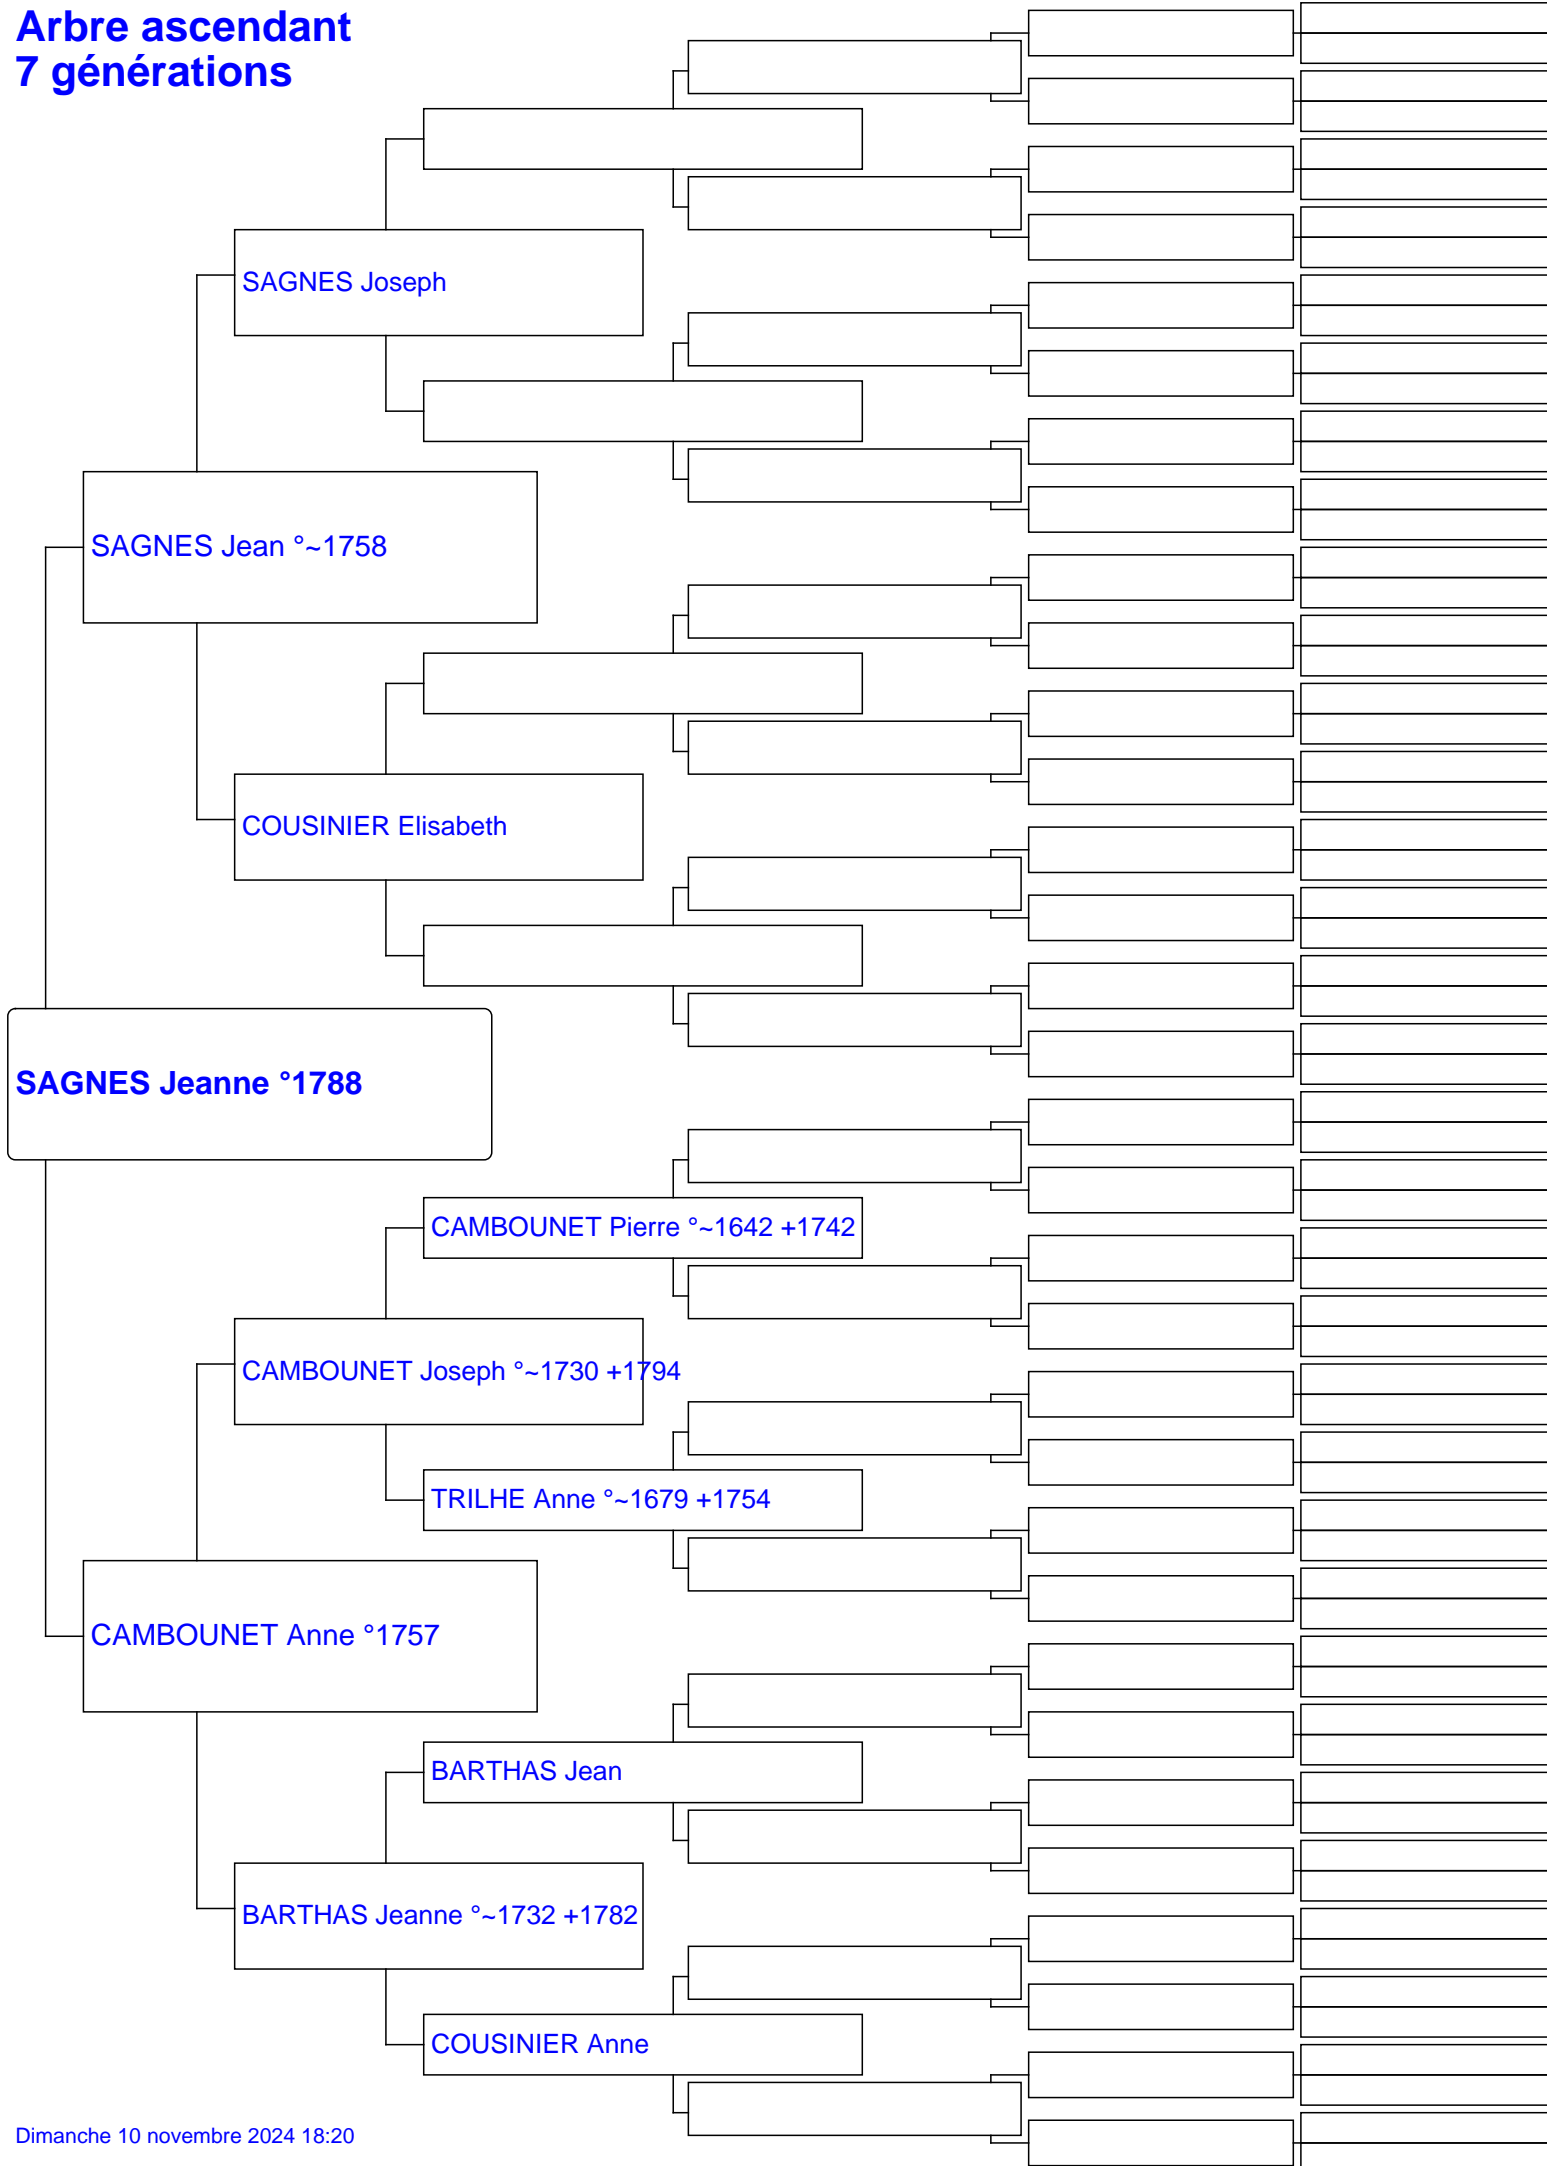 Arbre ascendant
7 générations
SAGNES Joseph
SAGNES Jean °~1758
COUSINIER Elisabeth
SAGNES Jeanne °1788
CAMBOUNET Pierre °~1642 +1742
CAMBOUNET Joseph °~1730 +1794
TRILHE Anne °~1679 +1754
CAMBOUNET Anne °1757
BARTHAS Jean
BARTHAS Jeanne °~1732 +1782
COUSINIER Anne
Dimanche 10 novembre 2024 18:20